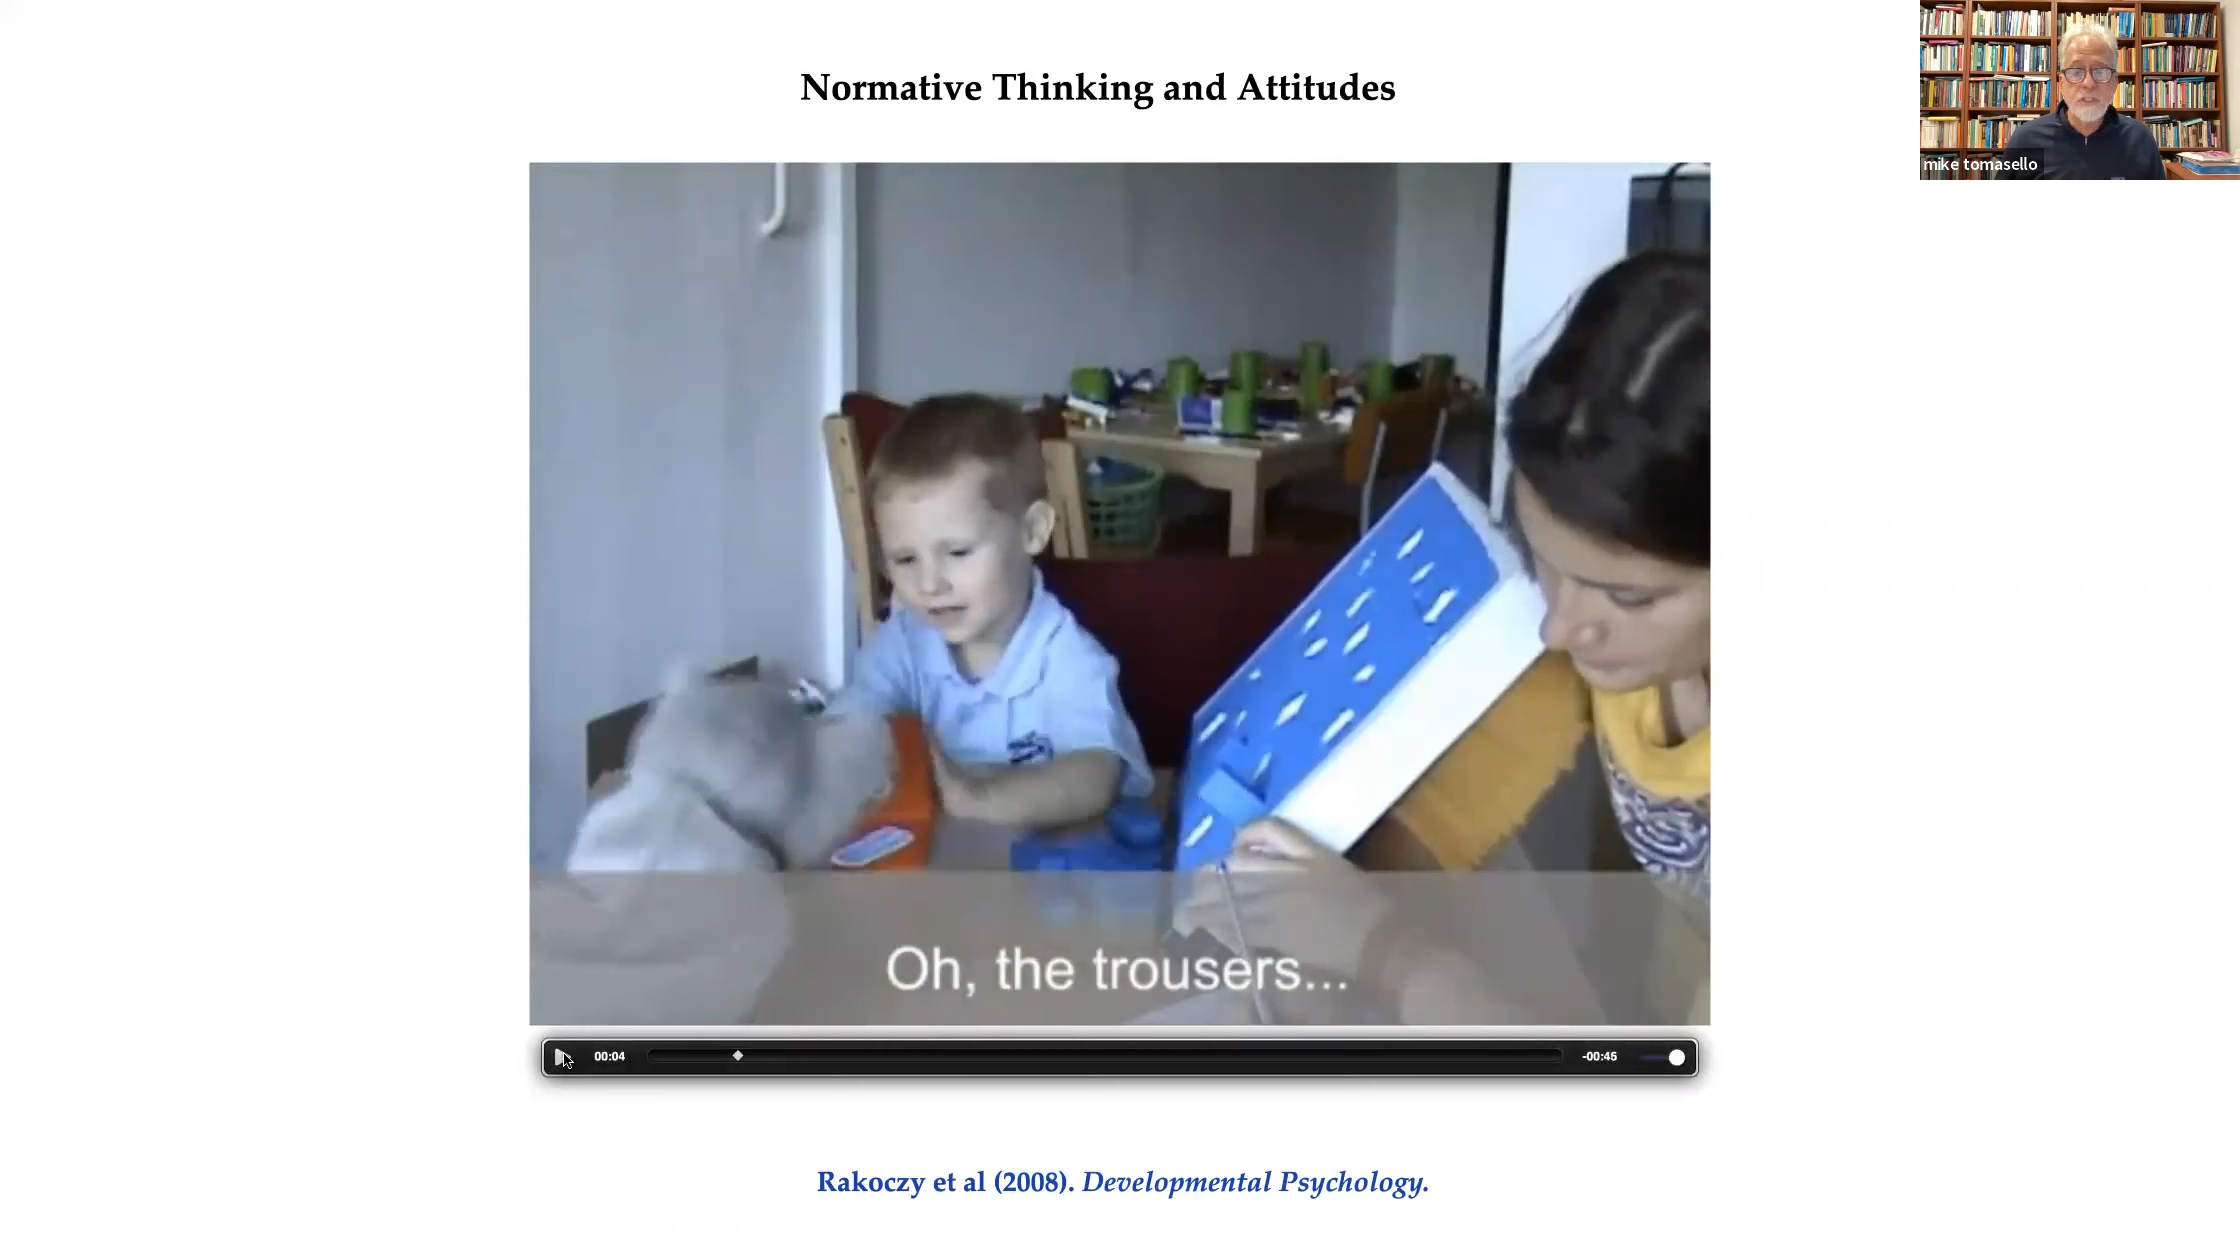 Normative Thinking and Attitudes
mike tomasello
Oh, the trousers...
00:04
-00:45
Rakoczy et al (2008). Developmental Psychology.